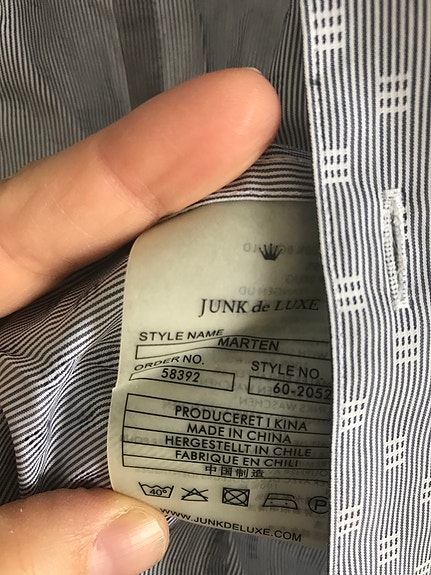 JUNK de LUXE
STYLE NAME
MARTEN
ORDER NO.
58392
STYLE NO.
60-2052
PRODUCERET I KINA
MADE IN CHINA
HERGESTELLT IN CHILE
FABRIQUE EN CHILI
中国制造
40°
P
WWW.JUNKDELUXE.COM